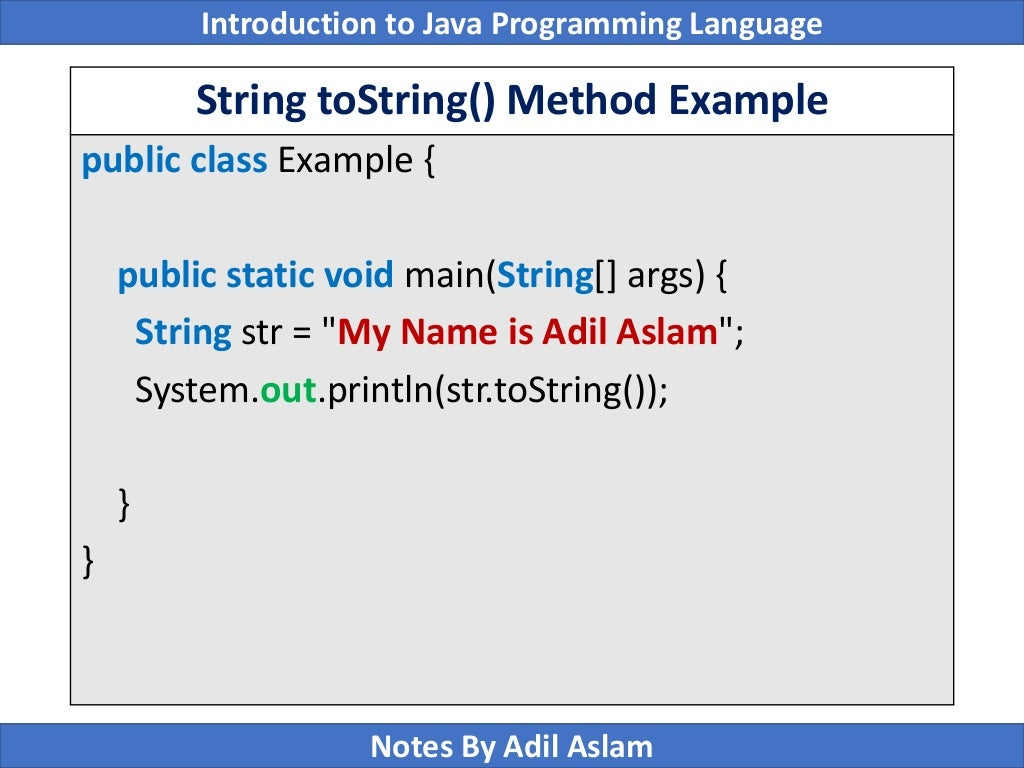 Introduction to Java Programming Language
String toString() Method Example
public class Example {
public static void main(String[] args) {
String str = "My Name is Adil Aslam";
System.out.println(str.toString());
}
}
Notes By Adil Aslam